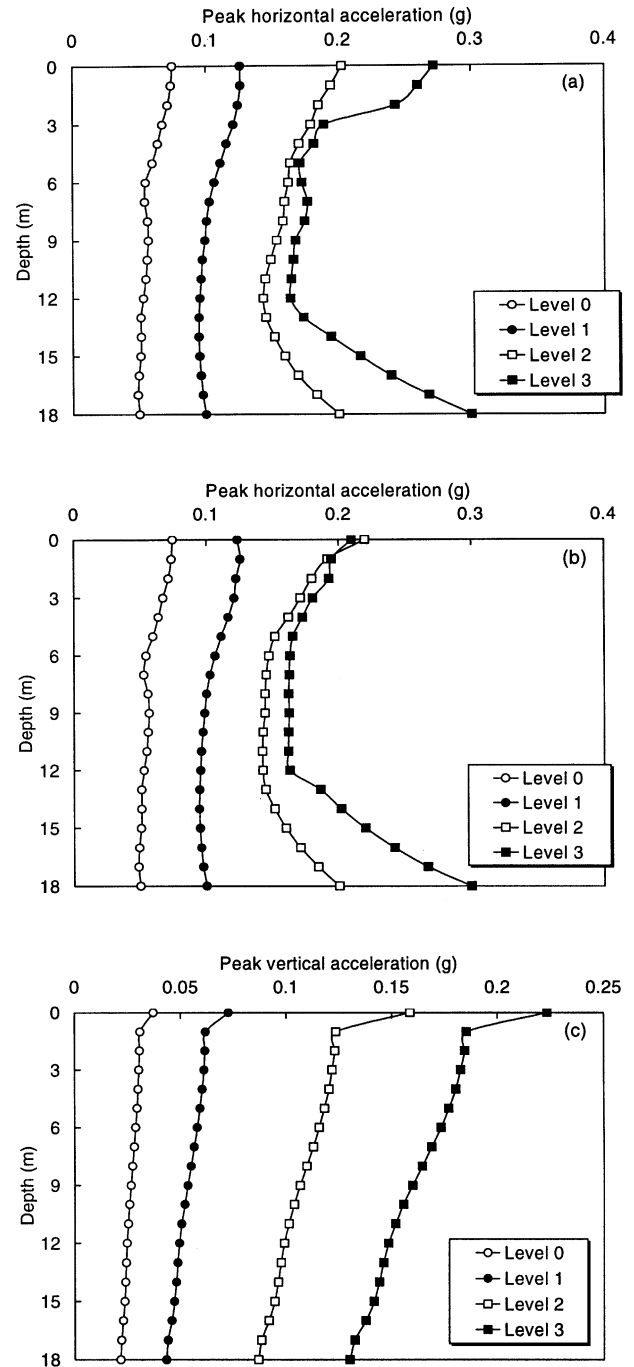 Peak horizontal acceleration (g)
0 0.1 0.2 0.3 0.4
(a)
Depth (m)
0
3
6
9
12
15
18
Level 0
Level 1
Level 2
Level 3
Peak horizontal acceleration (g)
0 0.1 0.2 0.3 0.4
(b)
Depth (m)
0
3
6
9
12
15
18
Level 0
Level 1
Level 2
Level 3
Peak vertical acceleration (g)
0 0.05 0.1 0.15 0.2 0.25
(c)
Depth (m)
0
3
6
9
12
15
18
Level 0
Level 1
Level 2
Level 3